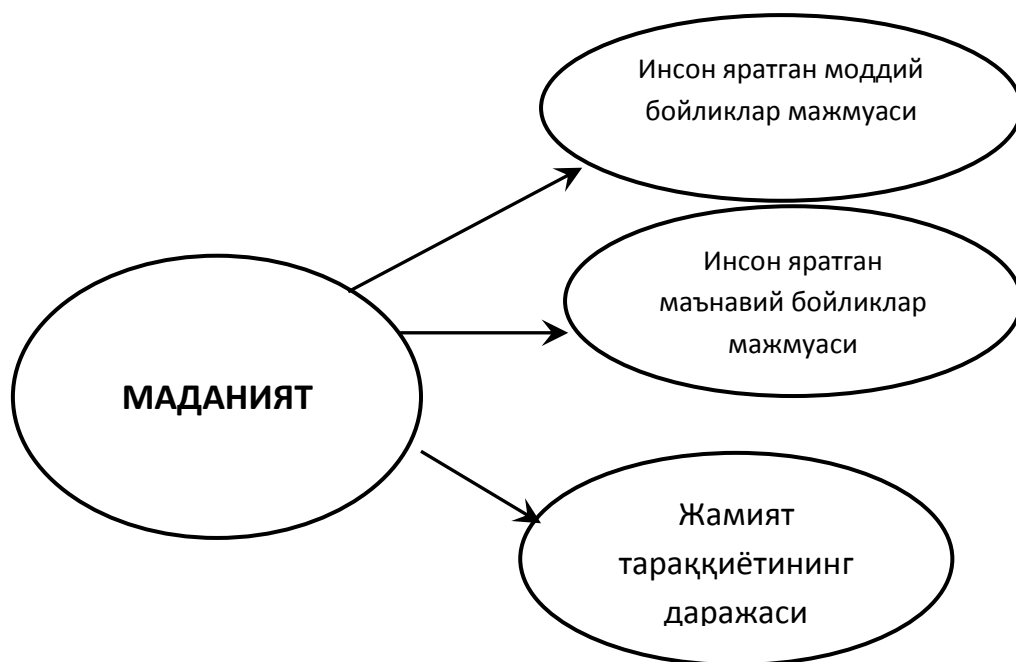 Инсон яратган моддий
бойликлар мажмуаси
Инсон яратган
маънавий бойликлар
мажмуаси
МАДАНИЯТ
Жамият
тараққиётининг
даражаси